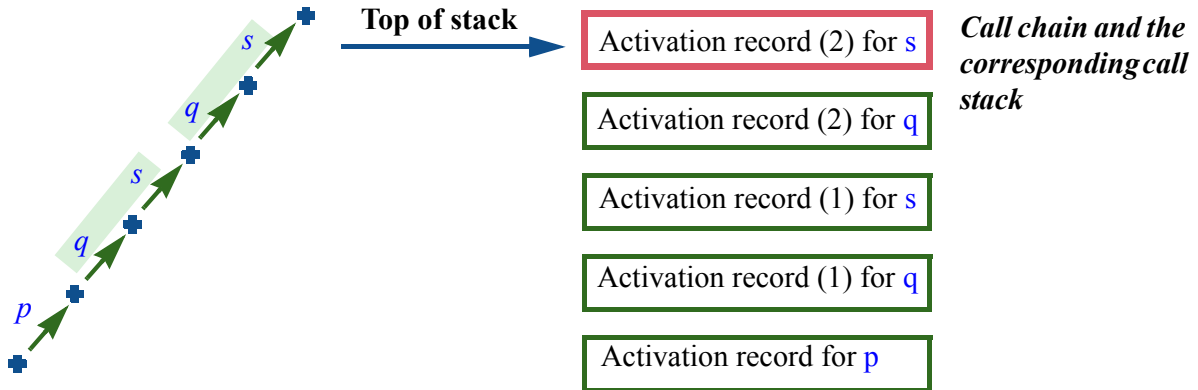 s
Top of stack
Activation record (2) for s
Call chain and the
corresponding call
stack
q
Activation record (2) for q
s
Activation record (1) for s
q
Activation record (1) for q
p
Activation record for p